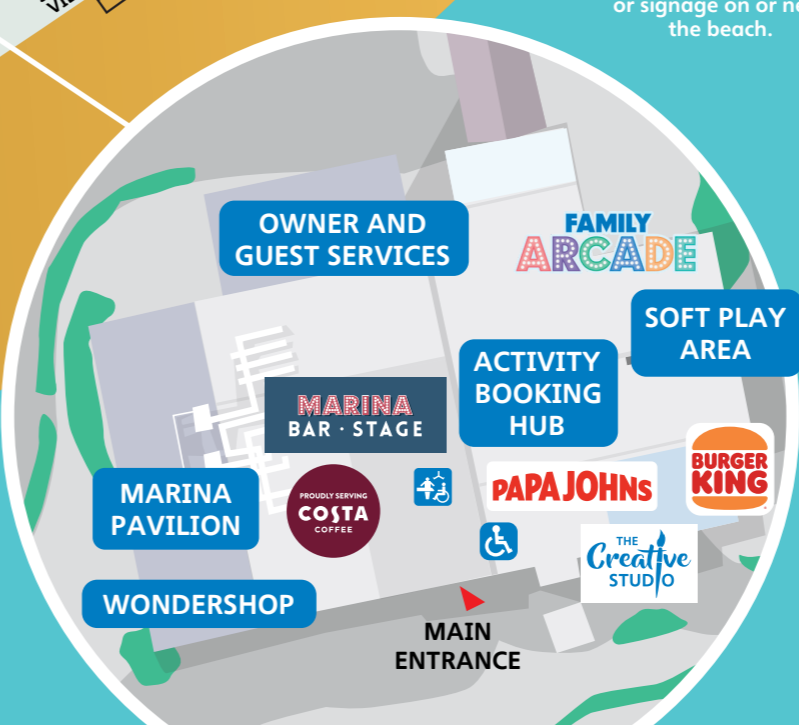 or signage on or
the beach.
OWNER AND
GUEST SERVICES
FAMILY
ARCADE
SOFT PLAY
AREA
ACTIVITY
BOOKING
HUB
MARINA
BAR · STAGE
BURGER
KING
PAPA JOHNS
MARINA
PAVILION
PROUDLY SERVING
COSTA
COFFEE
THE
Creative
STUDIO
WONDERSHOP
MAIN
ENTRANCE